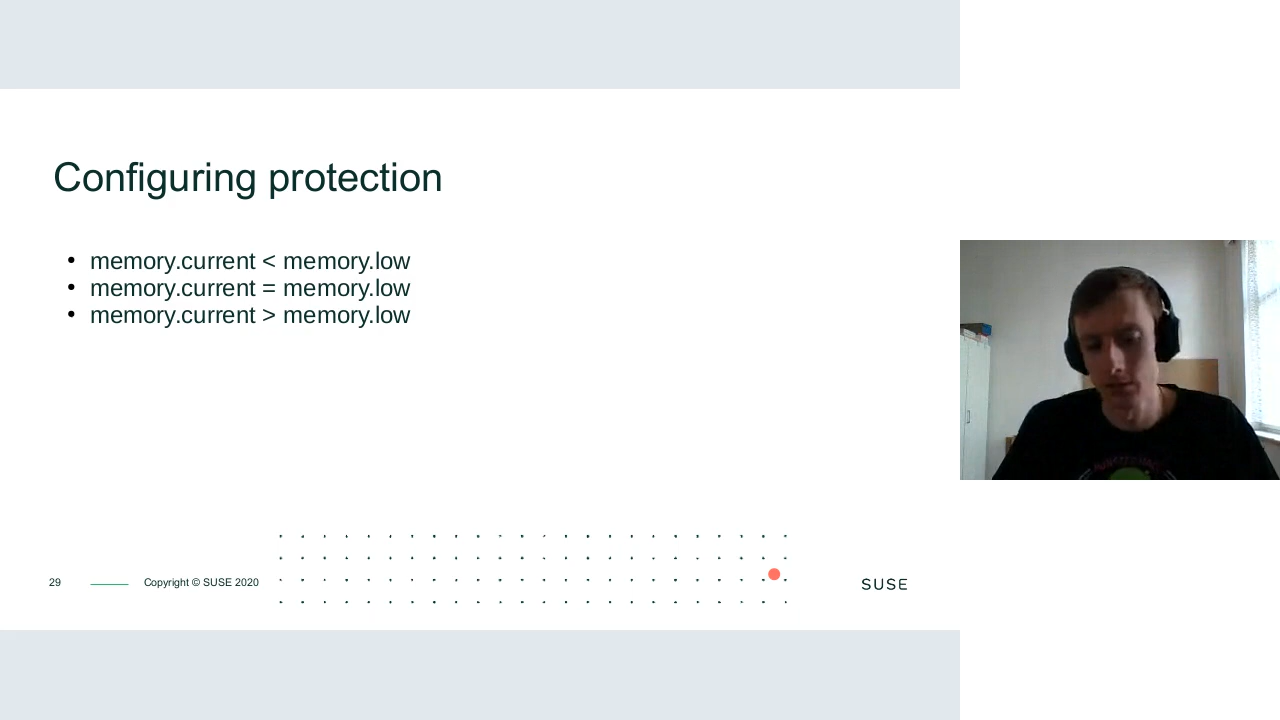 Configuring protection
• memory.current < memory.low
• memory.current = memory.low
• memory.current > memory.low
29
Copyright © SUSE 2020
SUSE